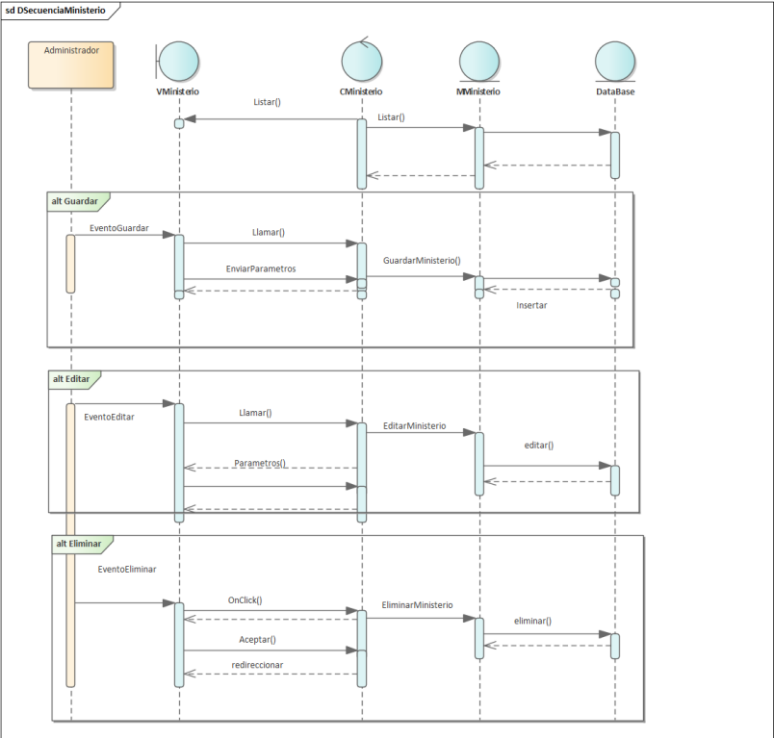 sd DSecuenciaMinisterio
Administrador
VMinisterio
CMinisterio
MMinisterio
DataBase
Listar()
Listar()
alt Guardar
EventoGuardar
Llamar()
GuardarMinisterio()
EnviarParametros
Insertar
alt Editar
EventoEditar
Llamar()
EditarMinisterio
editar()
Parametros()
alt Eliminar
EventoEliminar
OnClick()
EliminarMinisterio
eliminar()
Aceptar()
redireccionar